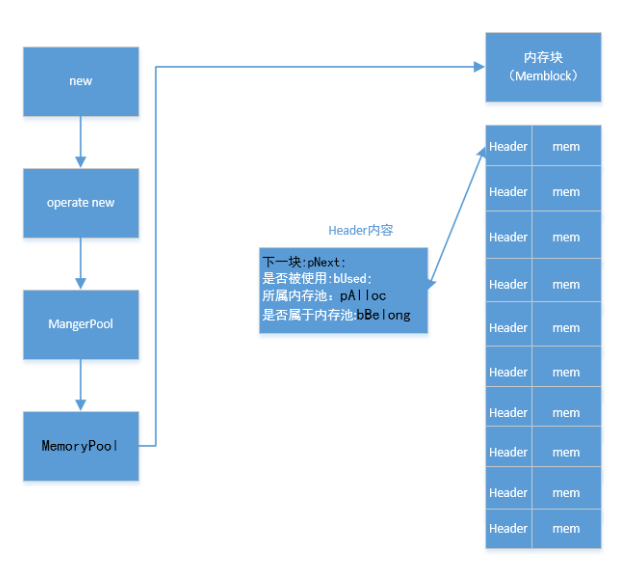 new
operate new
MangerPool
MemoryPool
Header内容
下一块:pNext:
是否被使用:bUsed:
所属内存池: pAlloc
是否属于内存池:bBelong
内存块
（Memblock）
Header mem
Header mem
Header mem
Header mem
Header mem
Header mem
Header mem
Header mem
Header mem
Header mem